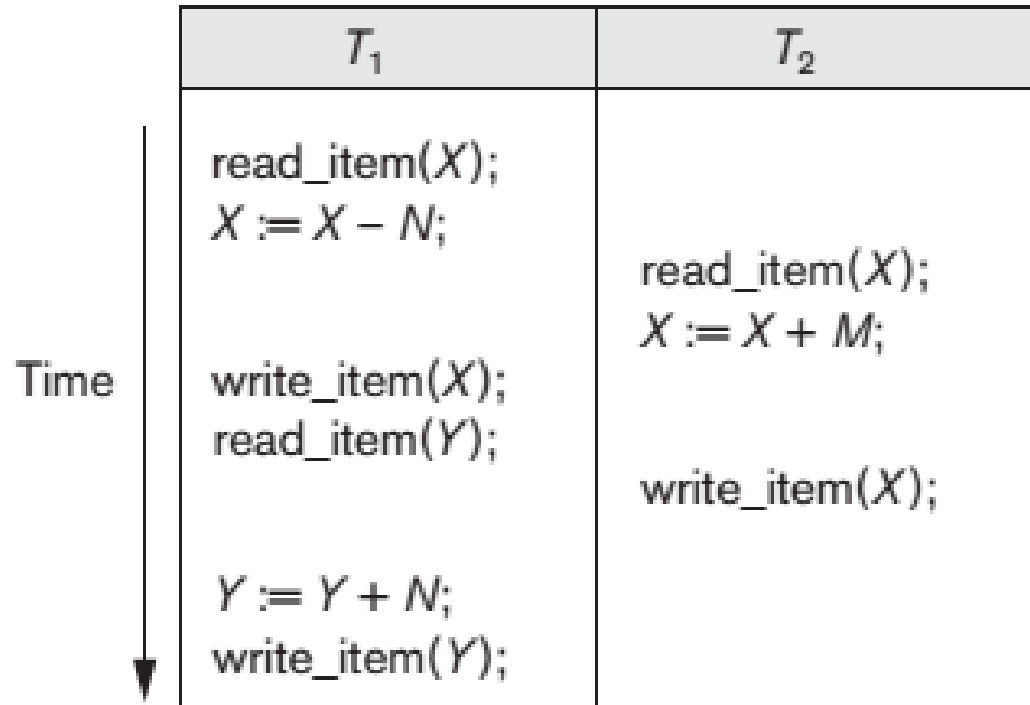 T₁ T₂
read_item(X);
X := X – N;
read_item(X);
X := X + M;
Time
write_item(X);
read_item(Y);
write_item(X);
Y := Y + N;
write_item(Y);